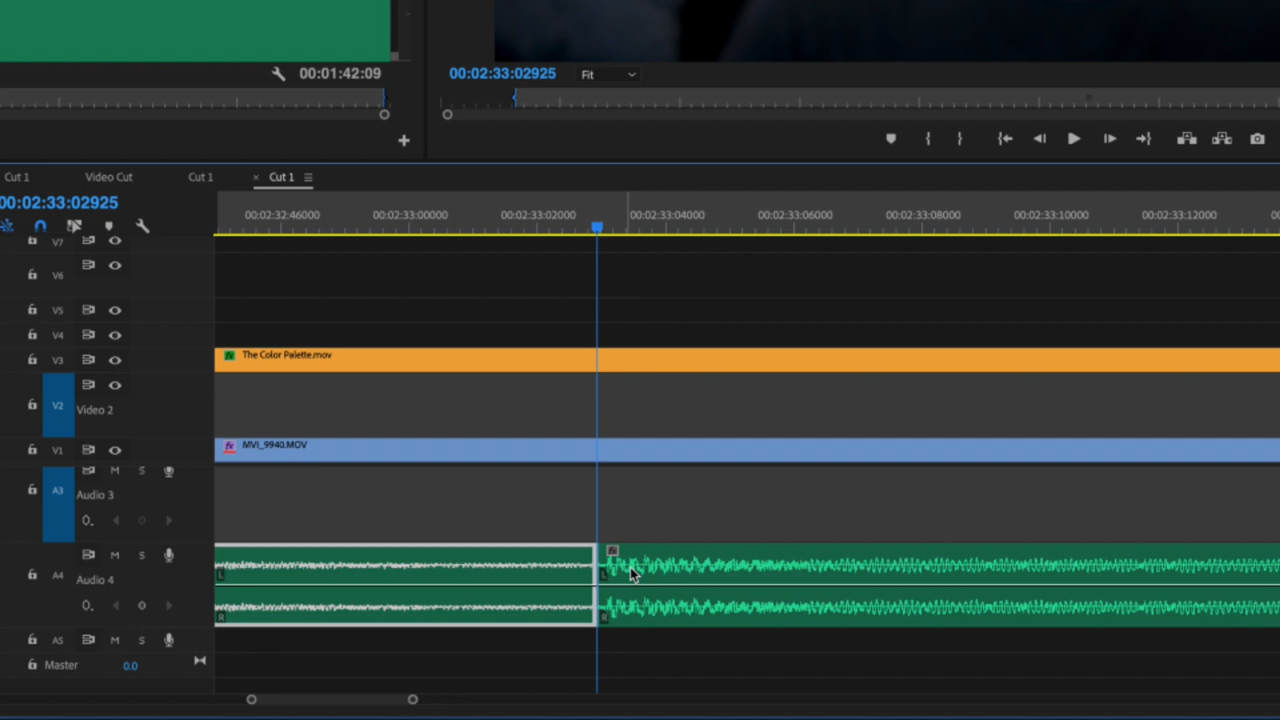 00:01:42:09
00:02:33:02925
Fit
Cut 1
Video Cut
Cut 1
× Cut 1
00:02:33:02925
00:02:32:46000
00:02:33:00000
00:02:33:02000
00:02:33:04000
00:02:33:06000
00:02:33:08000
00:02:33:10000
00:02:33:12000
V7
V6
V5
V4
V3
fx The Color Palette.mov
V2
Video 2
V1
fx MVI_9940.MOV
M S
A3
Audio 3
M S
fx
L L
A4
Audio 4
R R
A5 M S
Master 0.0